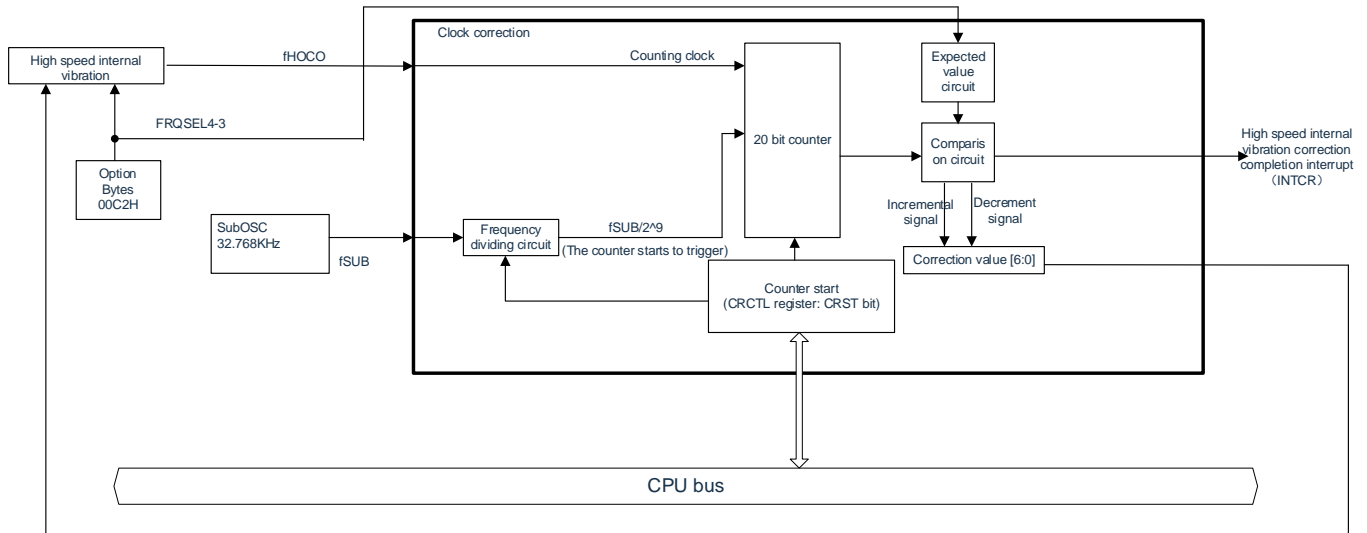 Clock correction
High speed internal
vibration
fHOCO
Counting clock
Expected
value
circuit
FRQSEL4-3
20 bit counter
Comparis
on circuit
High speed internal
vibration correction
completion interrupt
（INTCR）
Option
Bytes
00C2H
SubOSC
32.768KHz
fSUB
Frequency
dividing circuit
fSUB/2^9
(The counter starts to trigger)
Incremental
signal
Decrement
signal
Correction value [6:0]
Counter start
(CRCTL register: CRST bit)
CPU bus